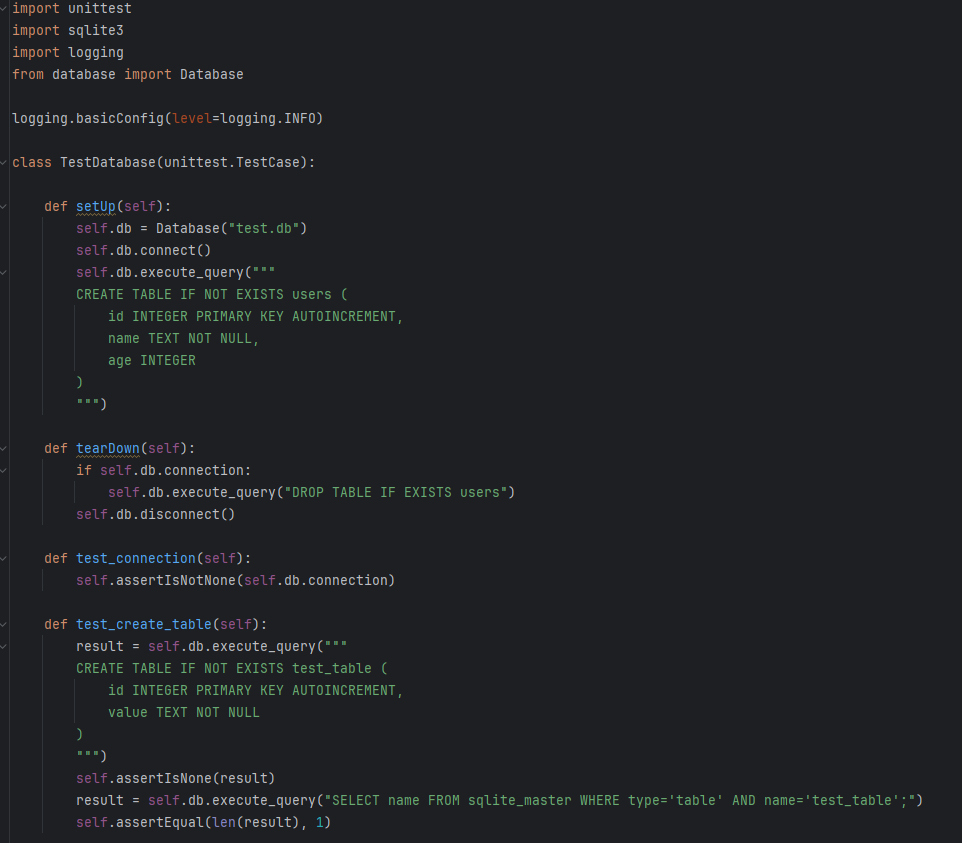 import unittest
import sqlite3
import logging
from database import Database

logging.basicConfig(level=logging.INFO)

class TestDatabase(unittest.TestCase):

    def setUp(self):
        self.db = Database("test.db")
        self.db.connect()
        self.db.execute_query("""
        CREATE TABLE IF NOT EXISTS users (
            id INTEGER PRIMARY KEY AUTOINCREMENT,
            name TEXT NOT NULL,
            age INTEGER
        )
        """)

    def tearDown(self):
        if self.db.connection:
            self.db.execute_query("DROP TABLE IF EXISTS users")
        self.db.disconnect()

    def test_connection(self):
        self.assertIsNotNone(self.db.connection)

    def test_create_table(self):
        result = self.db.execute_query("""
        CREATE TABLE IF NOT EXISTS test_table (
            id INTEGER PRIMARY KEY AUTOINCREMENT,
            value TEXT NOT NULL
        )
        """)
        self.assertIsNone(result)
        result = self.db.execute_query("SELECT name FROM sqlite_master WHERE type='table' AND name='test_table';")
        self.assertEqual(len(result), 1)